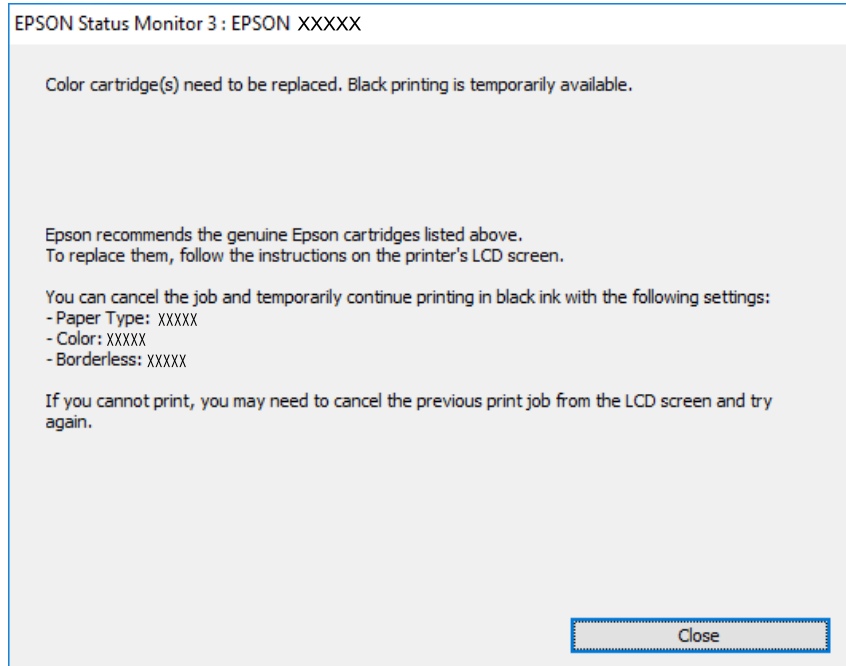 EPSON Status Monitor 3 : EPSON XXXXX
Color cartridge(s) need to be replaced. Black printing is temporarily available.
Epson recommends the genuine Epson cartridges listed above.
To replace them, follow the instructions on the printer's LCD screen.
You can cancel the job and temporarily continue printing in black ink with the following settings:
- Paper Type: XXXXX
- Color: XXXXX
- Borderless: XXXXX
If you cannot print, you may need to cancel the previous print job from the LCD screen and try
again.
Close